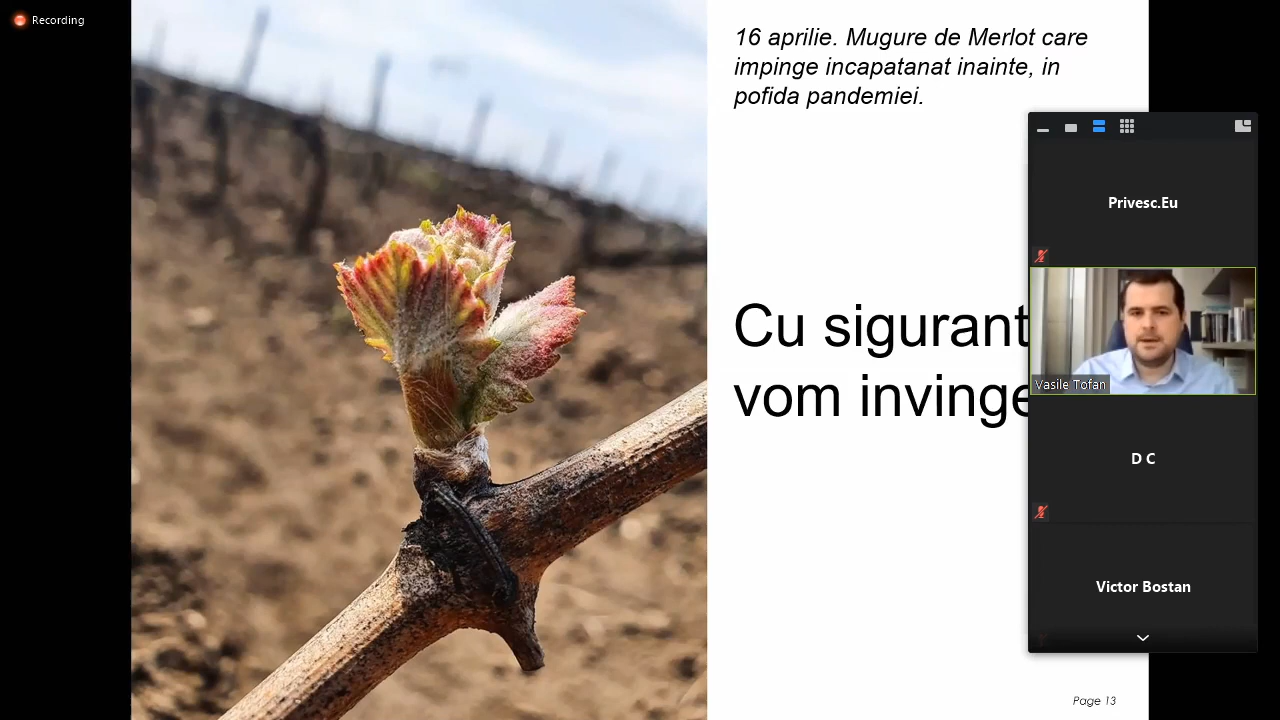 Recording
16 aprilie. Mugure de Merlot care
impinge incapatanat inainte, in
pofida pandemiei.
Cu sigurant
vom invinge
Privesc.Eu
Vasile Tofan
D C
Victor Bostan
Page 13